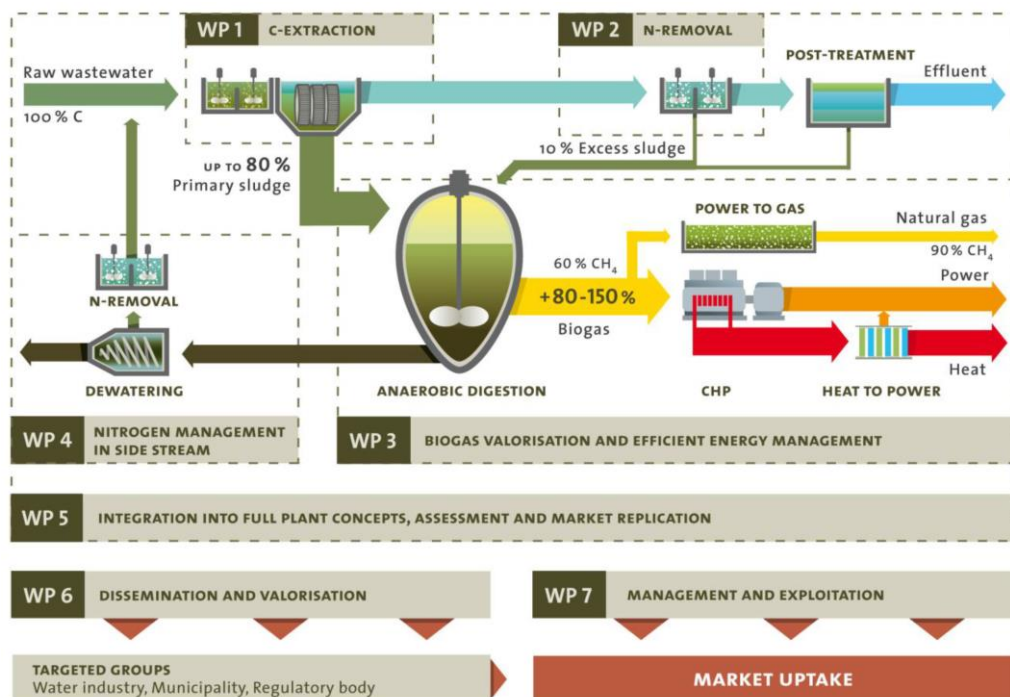 WP 1 C-EXTRACTION
WP 2 N-REMOVAL
POST-TREATMENT
Raw wastewater
100% C
Effluent
UP TO 80%
Primary sludge
10% Excess sludge
POWER TO GAS
Natural gas
90% CH₄
60% CH₄
+80-150%
Biogas
Power
N-REMOVAL
Heat
DEWATERING
ANAEROBIC DIGESTION
CHP
HEAT TO POWER
WP 4 NITROGEN MANAGEMENT
IN SIDE STREAM
WP 3 BIOGAS VALORISATION AND EFFICIENT ENERGY MANAGEMENT
WP 5 INTEGRATION INTO FULL PLANT CONCEPTS, ASSESSMENT AND MARKET REPLICATION
WP 6 DISSEMINATION AND VALORISATION
WP 7 MANAGEMENT AND EXPLOITATION
TARGETED GROUPS
Water industry, Municipality, Regulatory body
MARKET UPTAKE